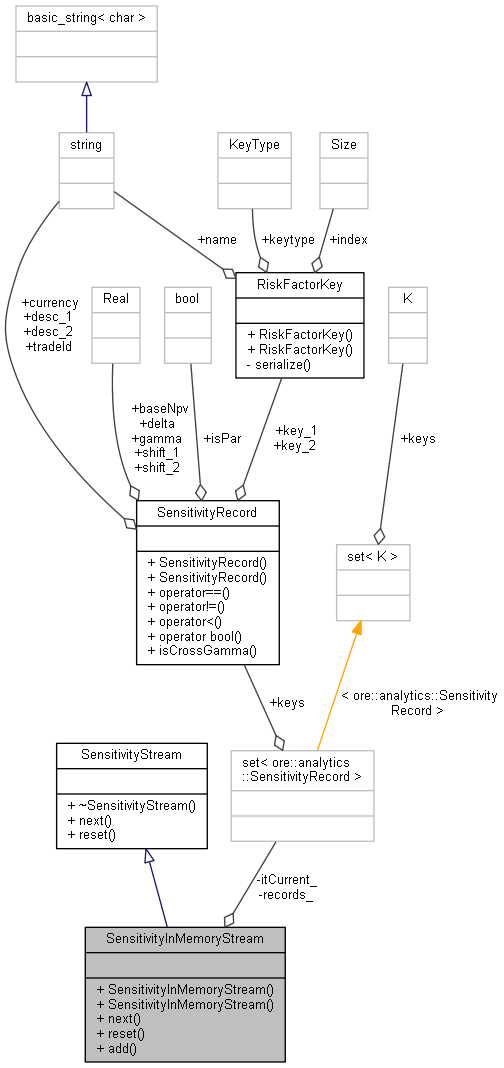 basic_string< char >
string
KeyType
Size
+name
+keytype
+index
RiskFactorKey
+ RiskFactorKey()
+ RiskFactorKey()
- serialize()
+currency
+desc_1
+desc_2
+tradeId
Real
bool
K
+baseNpv
+delta
+gamma
+shift_1
+shift_2
+isPar
+key_1
+key_2
+keys
SensitivityRecord
+ SensitivityRecord()
+ SensitivityRecord()
+ operator==()
+ operator!=()
+ operator<()
+ operator bool()
+ isCrossGamma()
set< K >
+keys
< ore::analytics::Sensitivity
Record >
SensitivityStream
+ ~SensitivityStream()
+ next()
+ reset()
set< ore::analytics
::SensitivityRecord >
-itCurrent_
-records_
SensitivityInMemoryStream
+ SensitivityInMemoryStream()
+ SensitivityInMemoryStream()
+ next()
+ reset()
+ add()